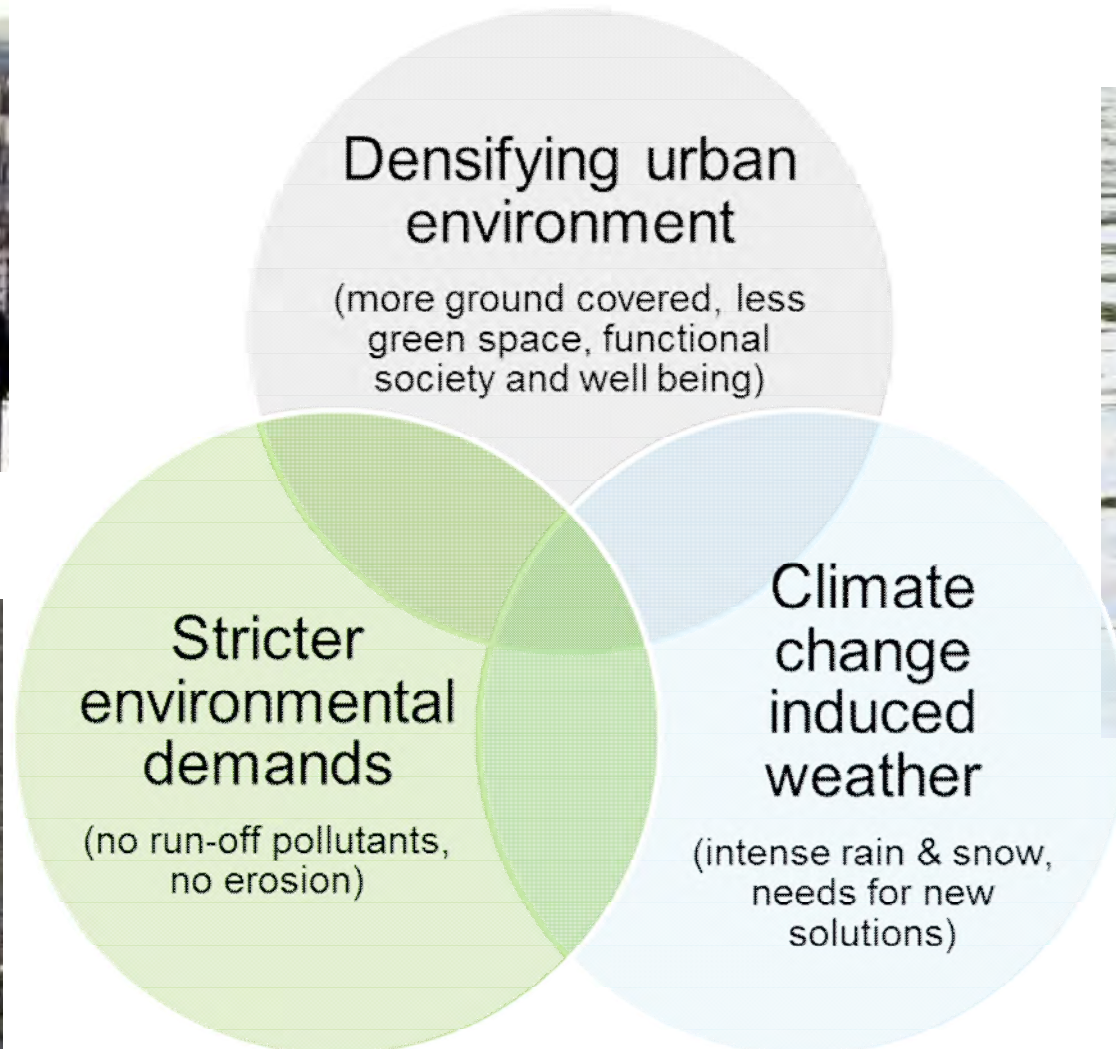 Densifying urban
environment
(more ground covered, less
green space, functional
society and well being)
Stricter
environmental
demands
(no run-off pollutants,
no erosion)
Climate
change
induced
weather
(intense rain & snow,
needs for new
solutions)